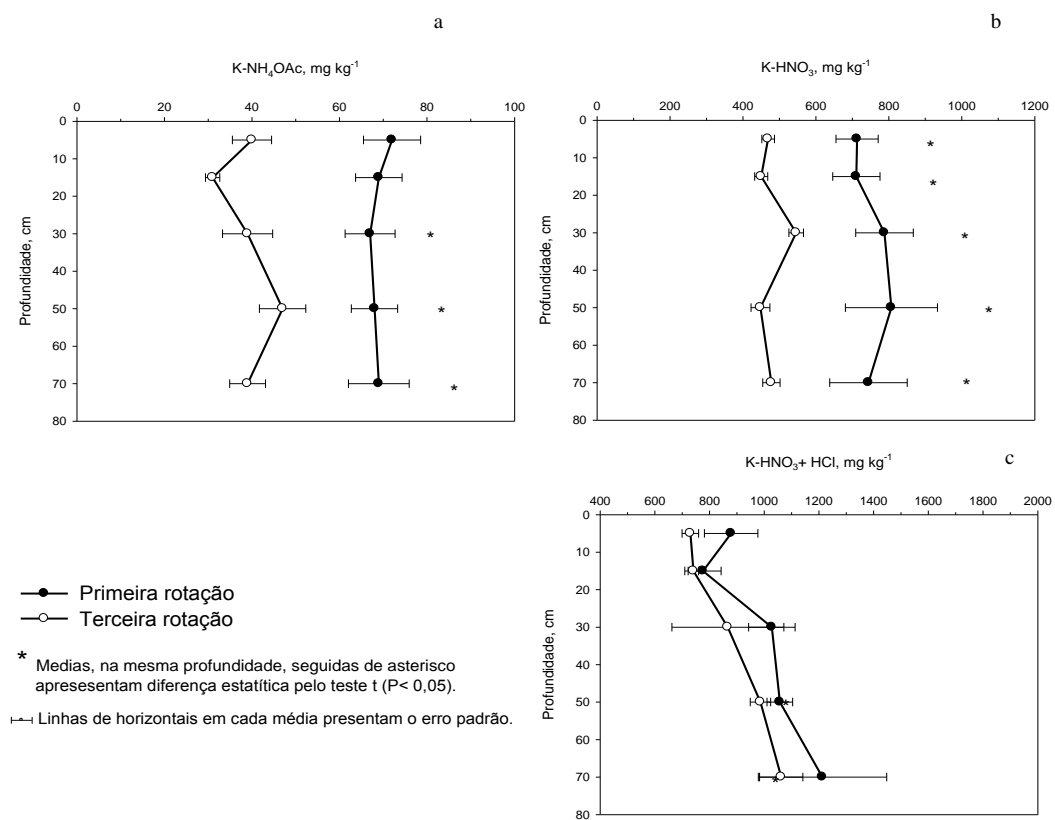 a
K-NH4OAc, mg kg-1
0 20 40 60 80 100
0
10
20
30
40
50
60
70
80
Profundidade, cm
*
*
*
b
K-HNO3, mg kg-1
0 200 400 600 800 1000 1200
0
10
20
30
40
50
60
70
80
Profundidade, cm
*
*
*
*
*
c
K-HNO3+ HCl, mg kg-1
400 600 800 1000 1200 1400 1600 1800 2000
0
10
20
30
40
50
60
70
80
Profundidade, cm
*
*
Primeira rotação
Terceira rotação
* Medias, na mesma profundidade, seguidas de asterisco
apresesentam diferença estatítica pelo teste t (P< 0,05).
Linhas de horizontais em cada média presentam o erro padrão.